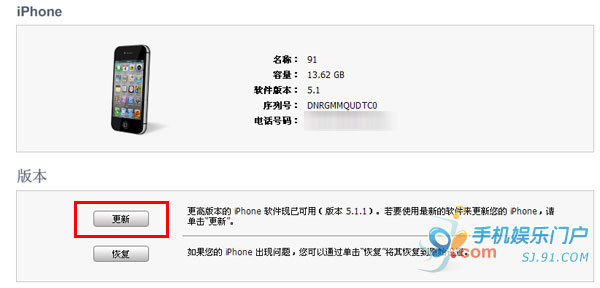 iPhone
名称： 91
容量： 13.62 GB
软件版本： 5.1
序列号： DNRGMMQUDTC0
电话号码：
版本
更新
更高版本的 iPhone 软件现已可用（版本 5.1.1）。若要使用最新的软件来更新您的 iPhone，请
单击“更新”。
恢复
如果您的 iPhone 出现问题，您可以通过单击“恢复”将其恢复到原始设置。
手机娱乐门户
SJ.91.COM